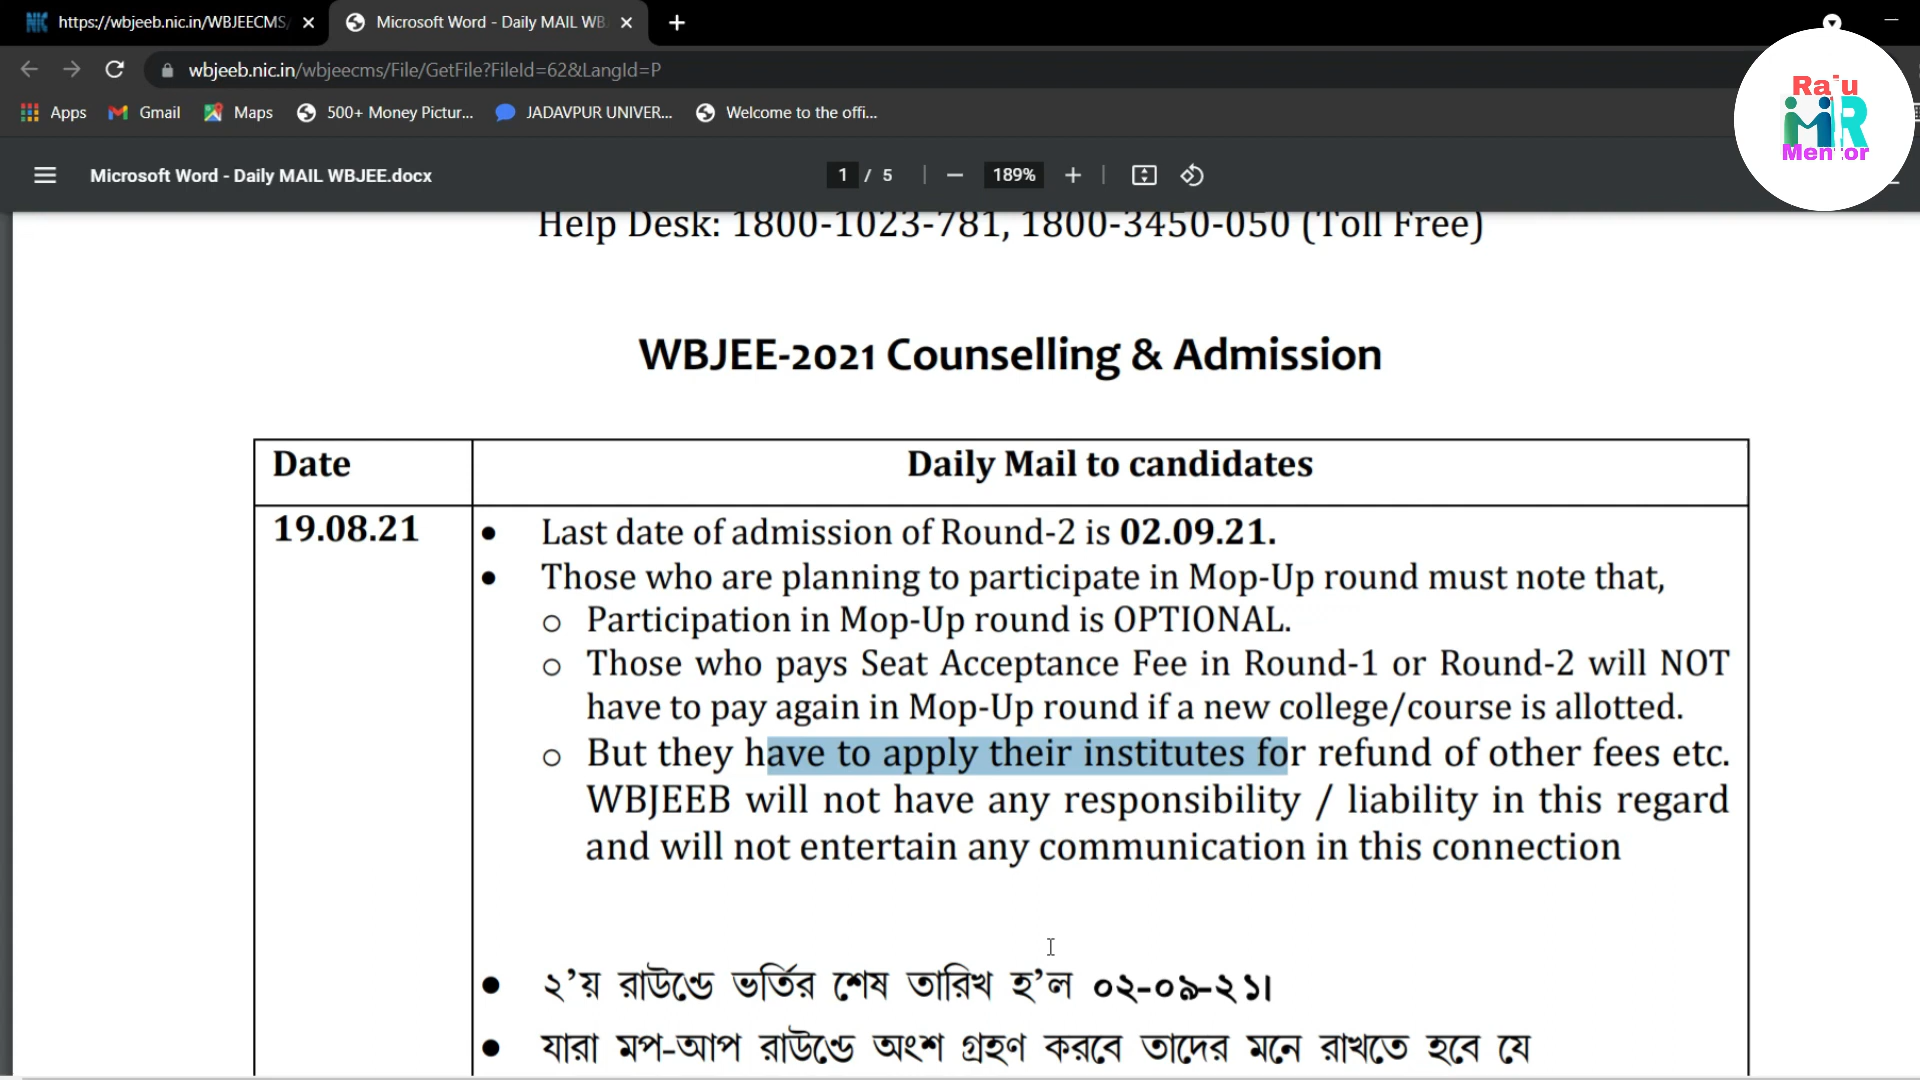 https://wbjeeb.nic.in/WBJEECMS/
Microsoft Word - Daily MAIL WB
wbjeeb.nic.in/wbjeecms/File/GetFile?FileId=62&LangId=P
Apps Gmail Maps 500+ Money Pictur... JADAVPUR UNIVER... Welcome to the offi...
Raju
MR
Mentor
Microsoft Word - Daily MAIL WBJEE.docx 1 / 5 189%
Help Desk: 1800-1023-781, 1800-3450-050 (Toll Free)
WBJEE-2021 Counselling & Admission
Date Daily Mail to candidates
19.08.21 • Last date of admission of Round-2 is 02.09.21.
• Those who are planning to participate in Mop-Up round must note that,
o Participation in Mop-Up round is OPTIONAL.
o Those who pays Seat Acceptance Fee in Round-1 or Round-2 will NOT
have to pay again in Mop-Up round if a new college/course is allotted.
o But they have to apply their institutes for refund of other fees etc.
WBJEEB will not have any responsibility / liability in this regard
and will not entertain any communication in this connection
• ২’য় রাউন্ডে ভর্তির শেষ তারিখ হ’ল ০২-০৯-২১।
• যারা মপ-আপ রাউন্ডে অংশ গ্রহণ করবে তাদের মনে রাখতে হবে যে